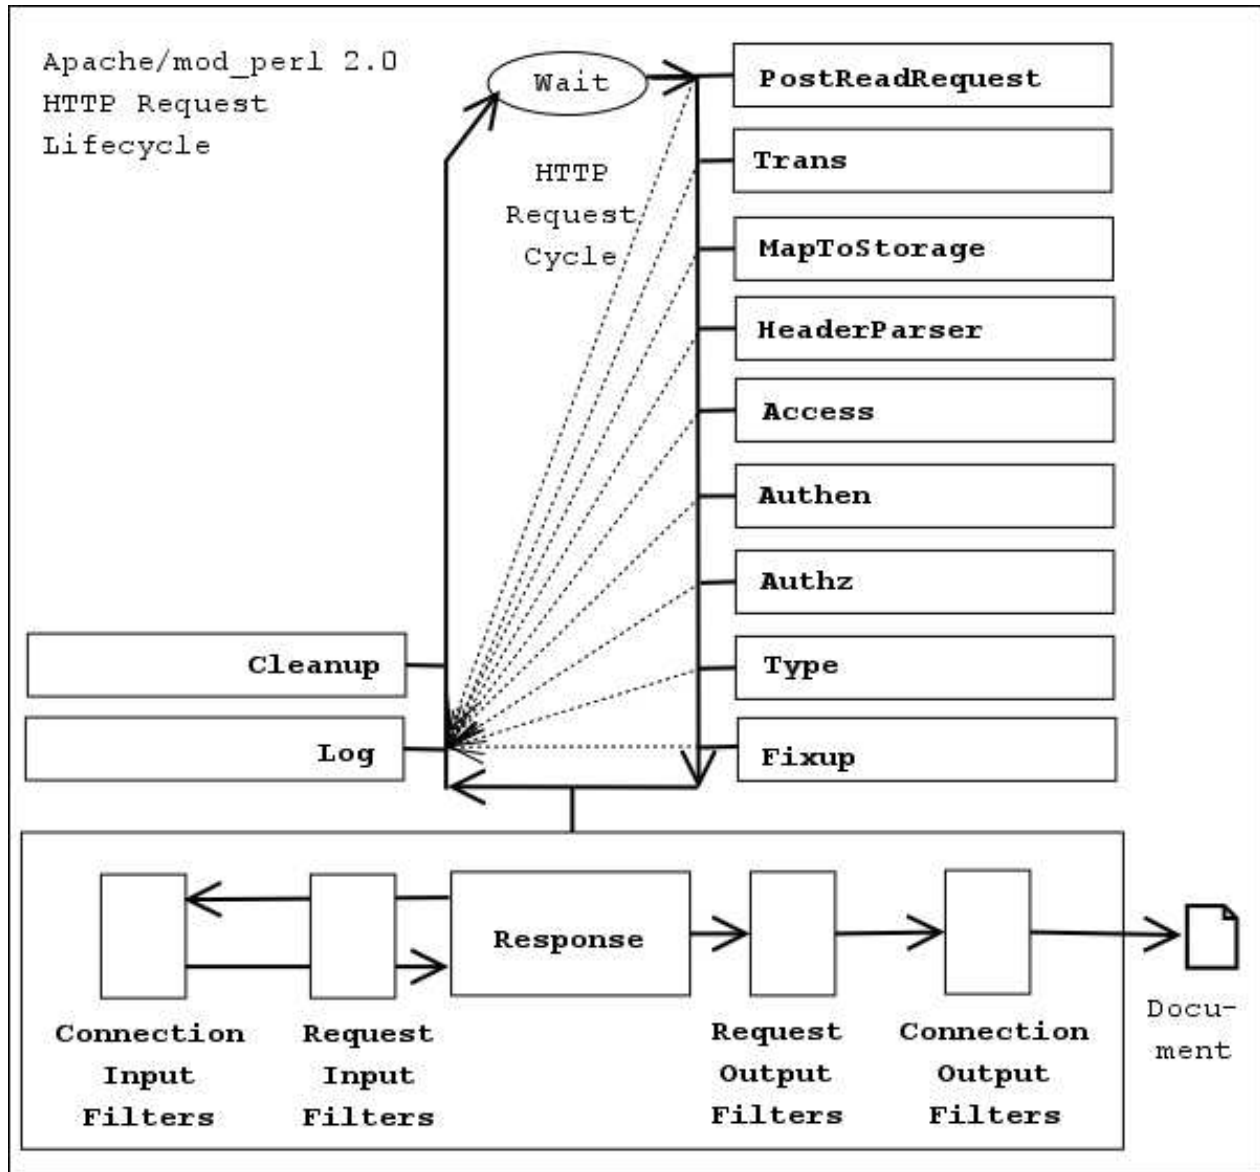 Apache/mod_perl 2.0
HTTP Request
Lifecycle
Wait
HTTP
Request
Cycle
PostReadRequest
Trans
MapToStorage
HeaderParser
Access
Authen
Authz
Type
Fixup
Cleanup
Log
Response
Connection
Input
Filters
Request
Input
Filters
Request
Output
Filters
Connection
Output
Filters
Docu-
ment